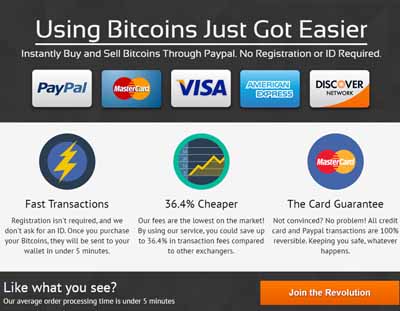 Using Bitcoins Just Got Easier
Instantly Buy and Sell Bitcoins Through Paypal. No Registration or ID Required.
PayPal MasterCard VISA AMERICAN EXPRESS DISCOVER NETWORK
Fast Transactions
Registration isn't required, and we
don't ask for an ID. Once you purchase
your Bitcoins, they will be sent to your
wallet in under 5 minutes.
36.4% Cheaper
Our fees are the lowest on the market!
By using our service, you could save up
to 36.4% in transaction fees compared
to other exchangers.
MasterCard
The Card Guarantee
Not convinced? No problem! All credit
card and Paypal transactions are 100%
reversible. Keeping you safe, whatever
happens.
Like what you see?
Our average order processing time is under 5 minutes
Join the Revolution